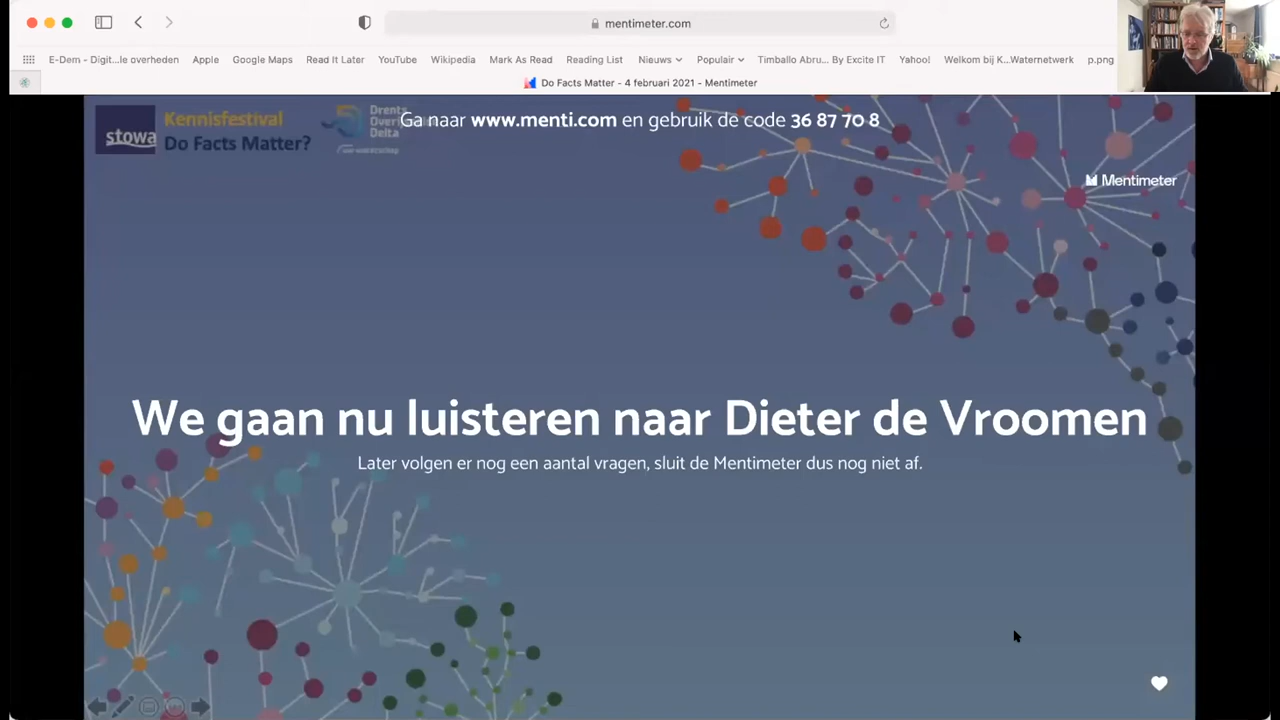 mentimeter.com
E-Dem - Digit...le overheden Apple Google Maps Read It Later YouTube Wikipedia Mark As Read Reading List Nieuws Populair Timballo Abru... By Excite IT Yahoo! Welkom bij K...Waternetwerk p.png
Do Facts Matter - 4 februari 2021 - Mentimeter
stowa
Kennisfestival
Do Facts Matter?
Drents
Delta
Ga naar www.menti.com en gebruik de code 36 87 70 8
Mentimeter
We gaan nu luisteren naar Dieter de Vroomen
Later volgen er nog een aantal vragen, sluit de Mentimeter dus nog niet af.